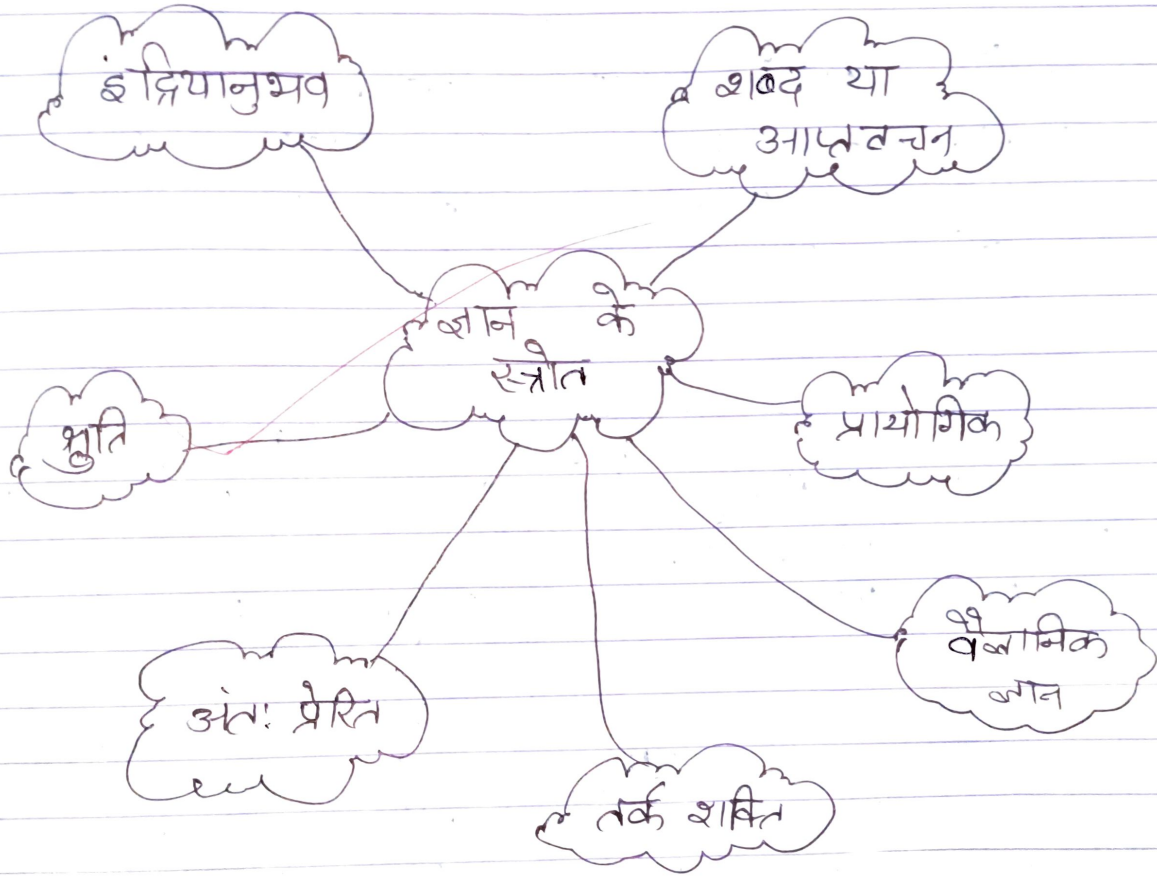 इंद्रियानुभव
शब्द या
आप्तवचन
ज्ञान के
स्त्रोत
श्रुति
प्रायोगिक
वैज्ञानिक
ज्ञान
अंतः प्रेरित
तर्क शक्ति